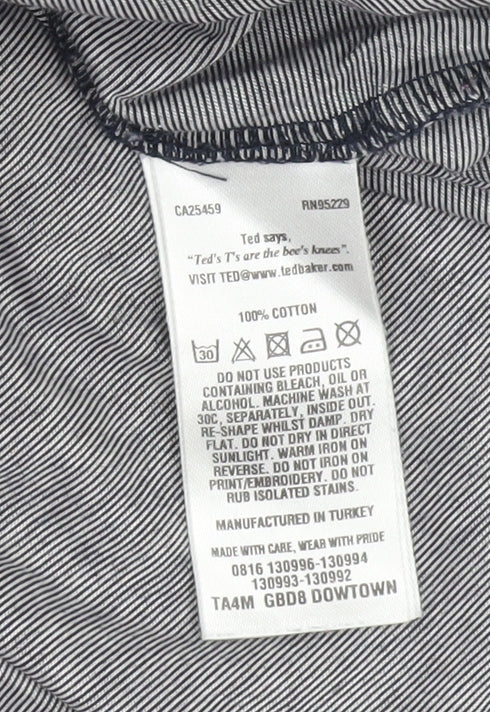 CA25459 RN95229
Ted says,
"Ted's T's are the bee's knees".
VISIT TED@www.tedbaker.com
100% COTTON
30
DO NOT USE PRODUCTS
CONTAINING BLEACH, OIL OR
ALCOHOL. MACHINE WASH AT
30C, SEPARATELY, INSIDE OUT.
RE-SHAPE WHILST DAMP. DRY
FLAT. DO NOT DRY IN DIRECT
SUNLIGHT. WARM IRON ON
REVERSE. DO NOT IRON ON
PRINT/EMBROIDERY. DO NOT
RUB ISOLATED STAINS.
MANUFACTURED IN TURKEY
MADE WITH CARE, WEAR WITH PRIDE
0816 130996-130994
130993-130992
TA4M GBD8 DOWTOWN